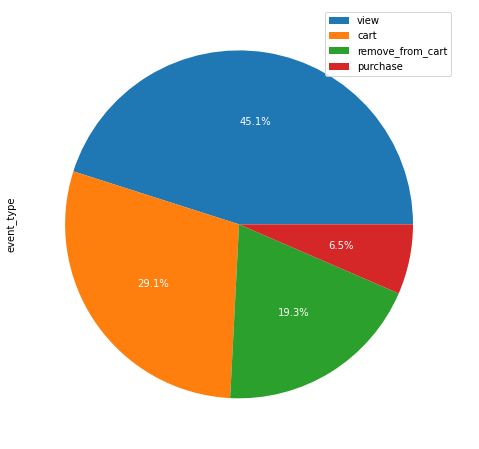 view
cart
remove_from_cart
purchase
45.1%
event_type
6.5%
29.1%
19.3%